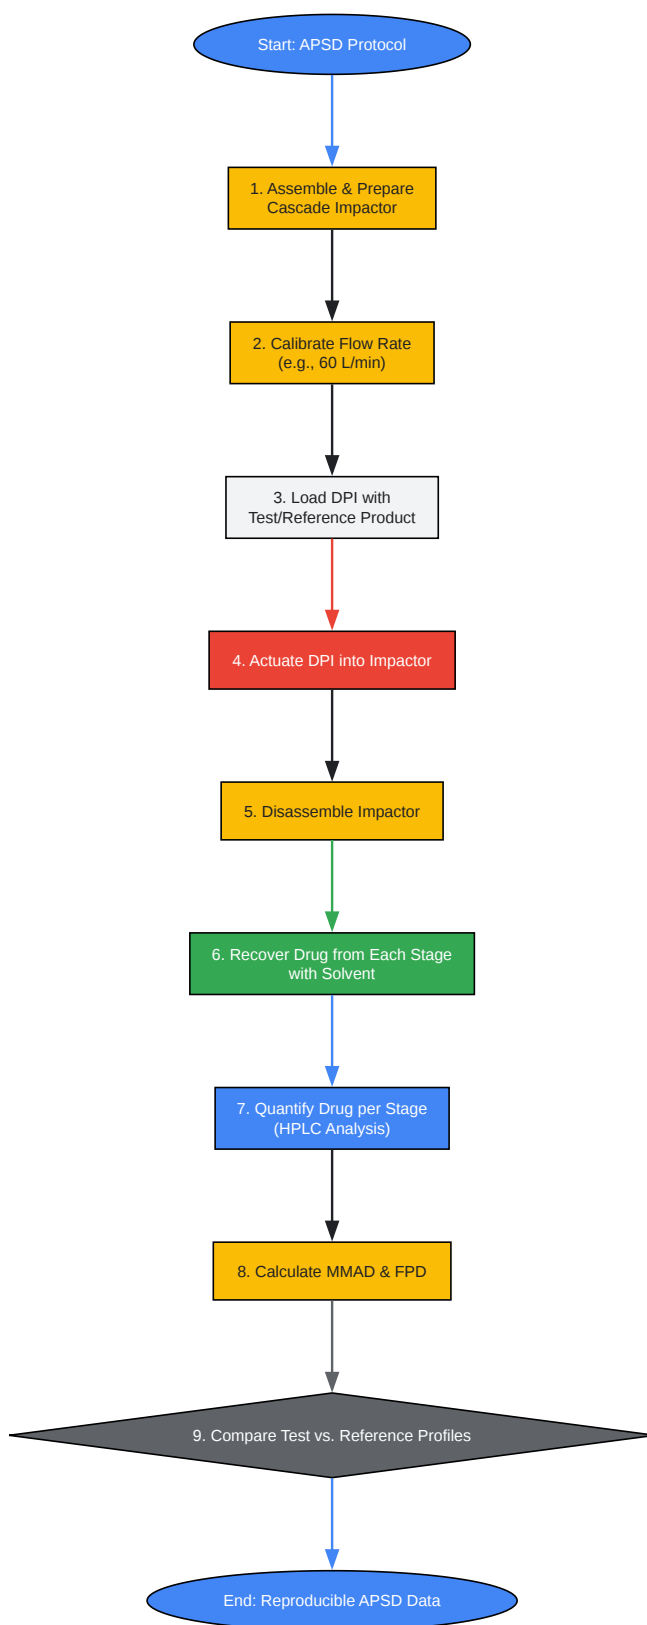 Start: APSD Protocol
1. Assemble & Prepare
Cascade Impactor
2. Calibrate Flow Rate
(e.g., 60 L/min)
3. Load DPI with
Test/Reference Product
4. Actuate DPI into Impactor
5. Disassemble Impactor
6. Recover Drug from Each Stage
with Solvent
7. Quantify Drug per Stage
(HPLC Analysis)
8. Calculate MMAD & FPD
9. Compare Test vs. Reference Profiles
End: Reproducible APSD Data